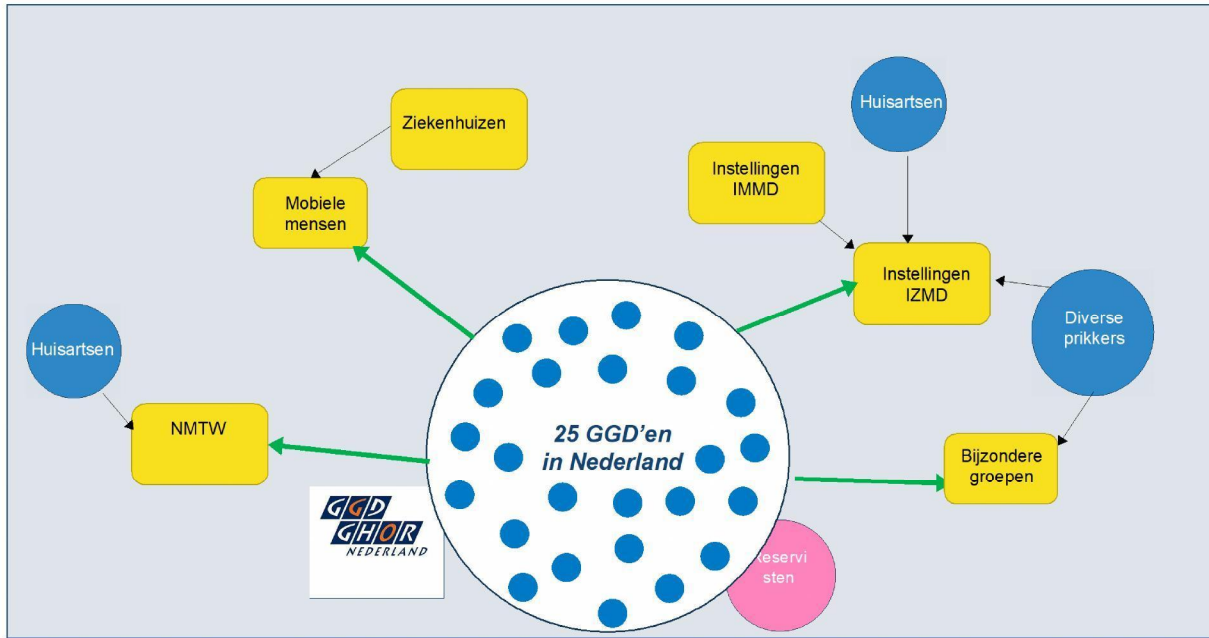 Huisartsen
Ziekenhuizen
Instellingen
IMMD
Mobiele
mensen
Instellingen
IZMD
Diverse
prikkers
Huisartsen
NMTW
25 GGD'en
in Nederland
Bijzondere
groepen
GGD
GHOR
NEDERLAND
Reservi
sten